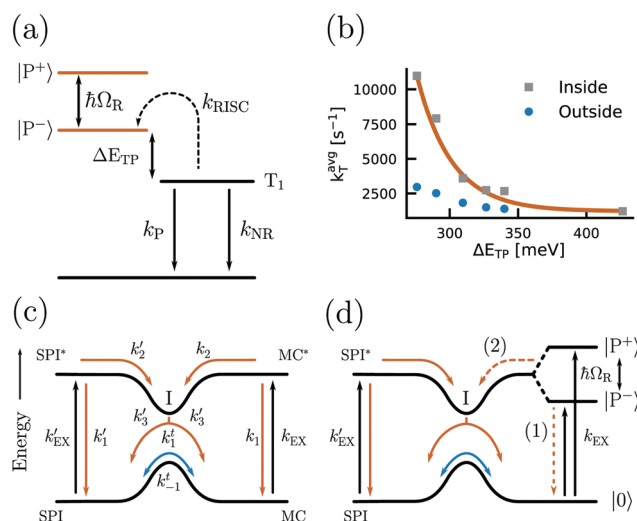 (a)
|P⁺⟩
ħΩ_R
|P⁻⟩
k_RISC
ΔE_TP
T₁
k_P
k_NR
(b)
k_T^avg [s⁻¹]
10000
7500
5000
2500
Inside
Outside
300
350
400
ΔE_TP [meV]
(c)
Energy
SPI*
k′₂
k₂
MC*
I
k′₃
k′₃
k′_EX
k′₁
k₁^t
k₁
k_EX
k₋₁^t
SPI
MC
(d)
SPI*
(2)
|P⁺⟩
ħΩ_R
|P⁻⟩
I
k′_EX
k′₁
(1)
k_EX
SPI
|0⟩